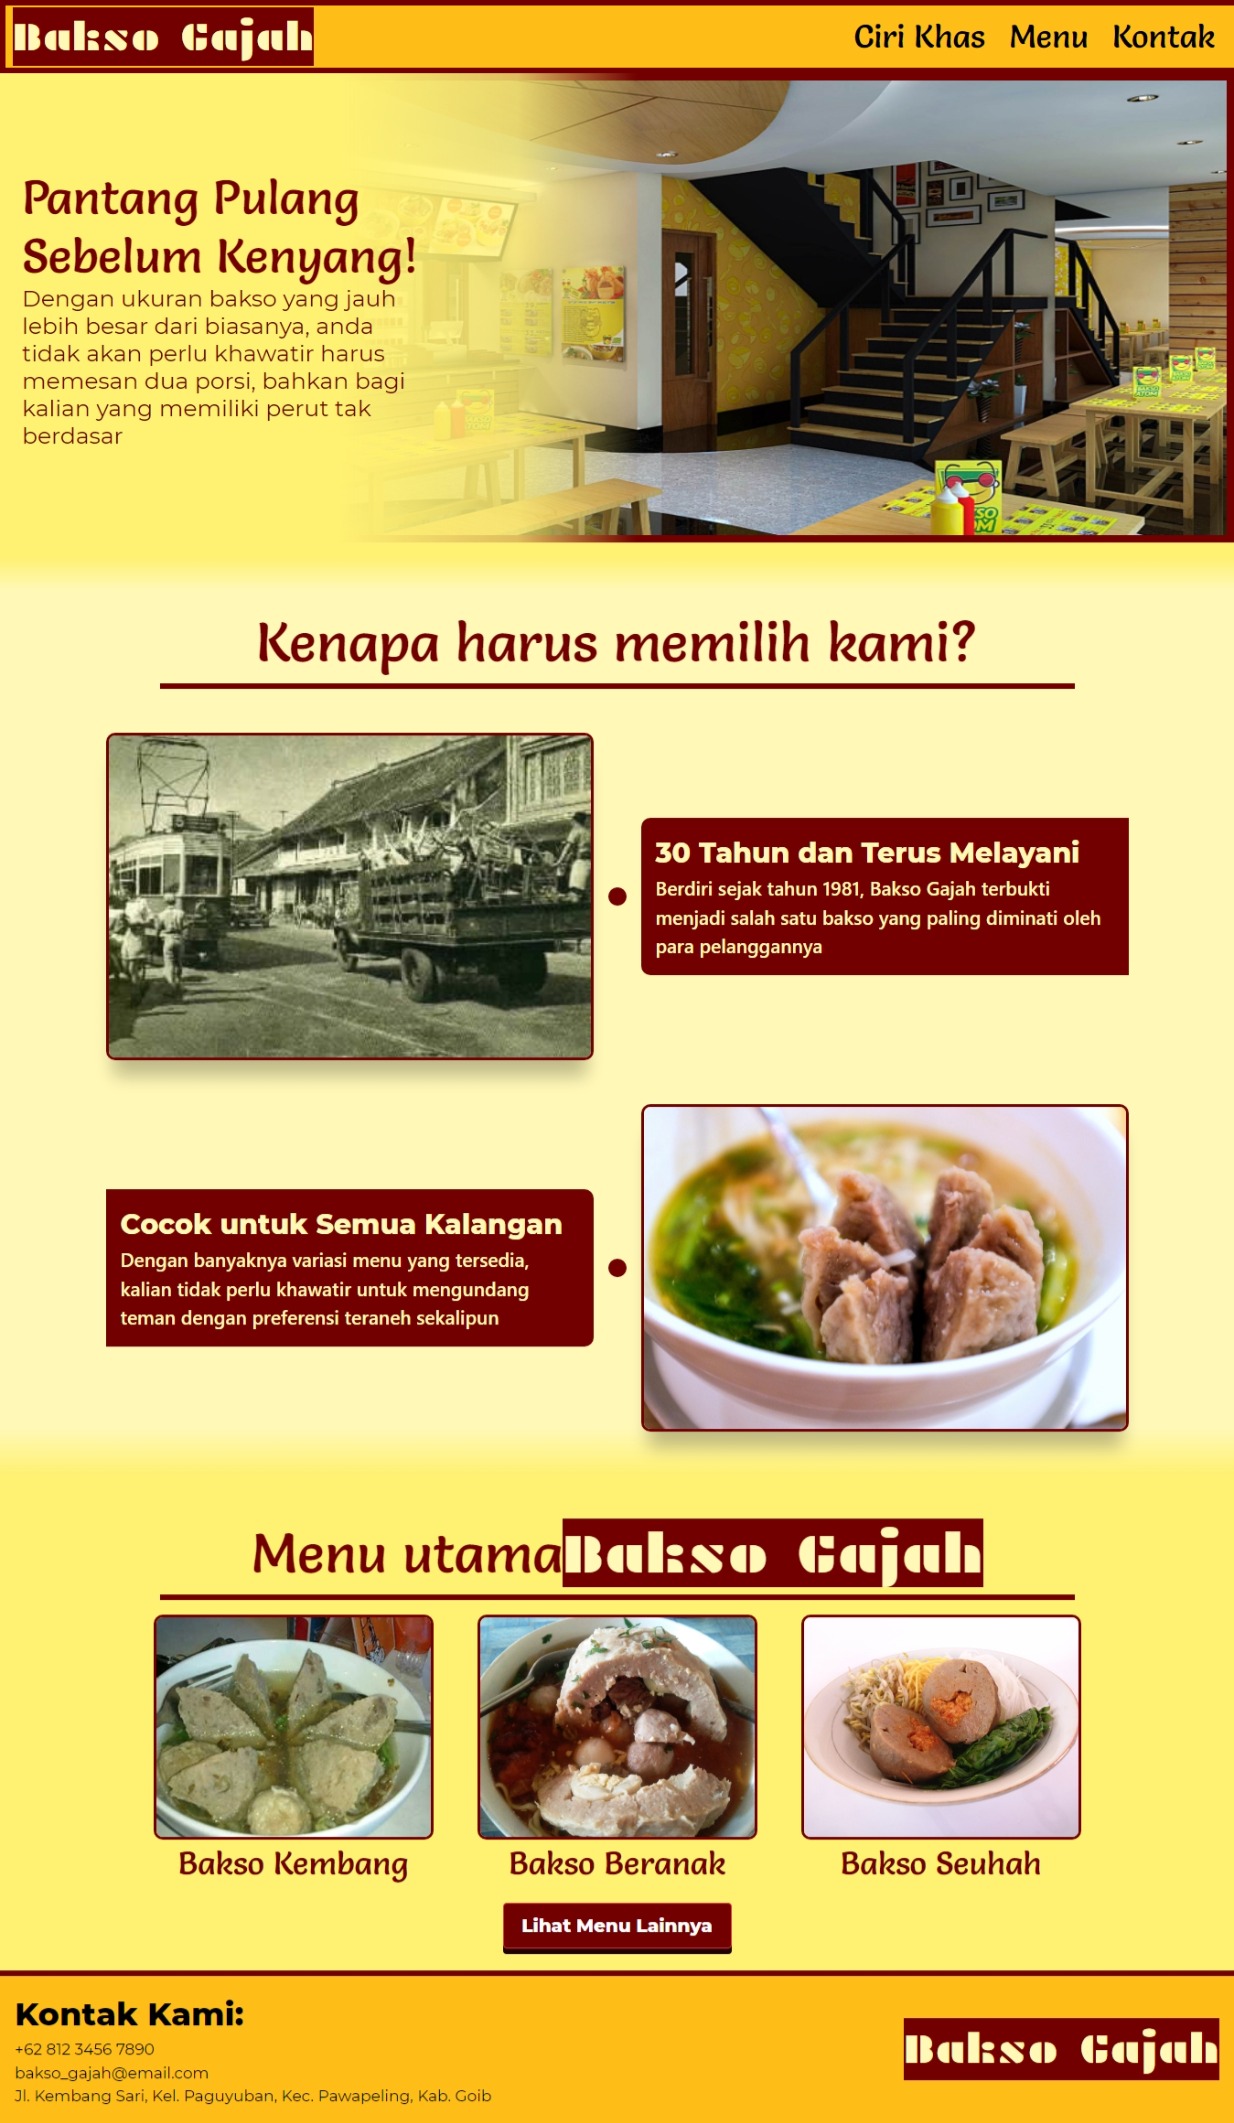 Bakso Gajah
Ciri Khas Menu Kontak
Pantang Pulang
Sebelum Kenyang!
Dengan ukuran bakso yang jauh
lebih besar dari biasanya, anda
tidak akan perlu khawatir harus
memesan dua porsi, bahkan bagi
kalian yang memiliki perut tak
berdasar
Kenapa harus memilih kami?
30 Tahun dan Terus Melayani
Berdiri sejak tahun 1981, Bakso Gajah terbukti
menjadi salah satu bakso yang paling diminati oleh
para pelanggannya
Cocok untuk Semua Kalangan
Dengan banyaknya variasi menu yang tersedia,
kalian tidak perlu khawatir untuk mengundang
teman dengan preferensi teraneh sekalipun
Menu utama Bakso Gajah
Bakso Kembang
Bakso Beranak
Bakso Seuhah
Lihat Menu Lainnya
Kontak Kami:
+62 812 3456 7890
bakso_gajah@email.com
Jl. Kembang Sari, Kel. Paguyuban, Kec. Pawapeling, Kab. Goib
Bakso Gajah